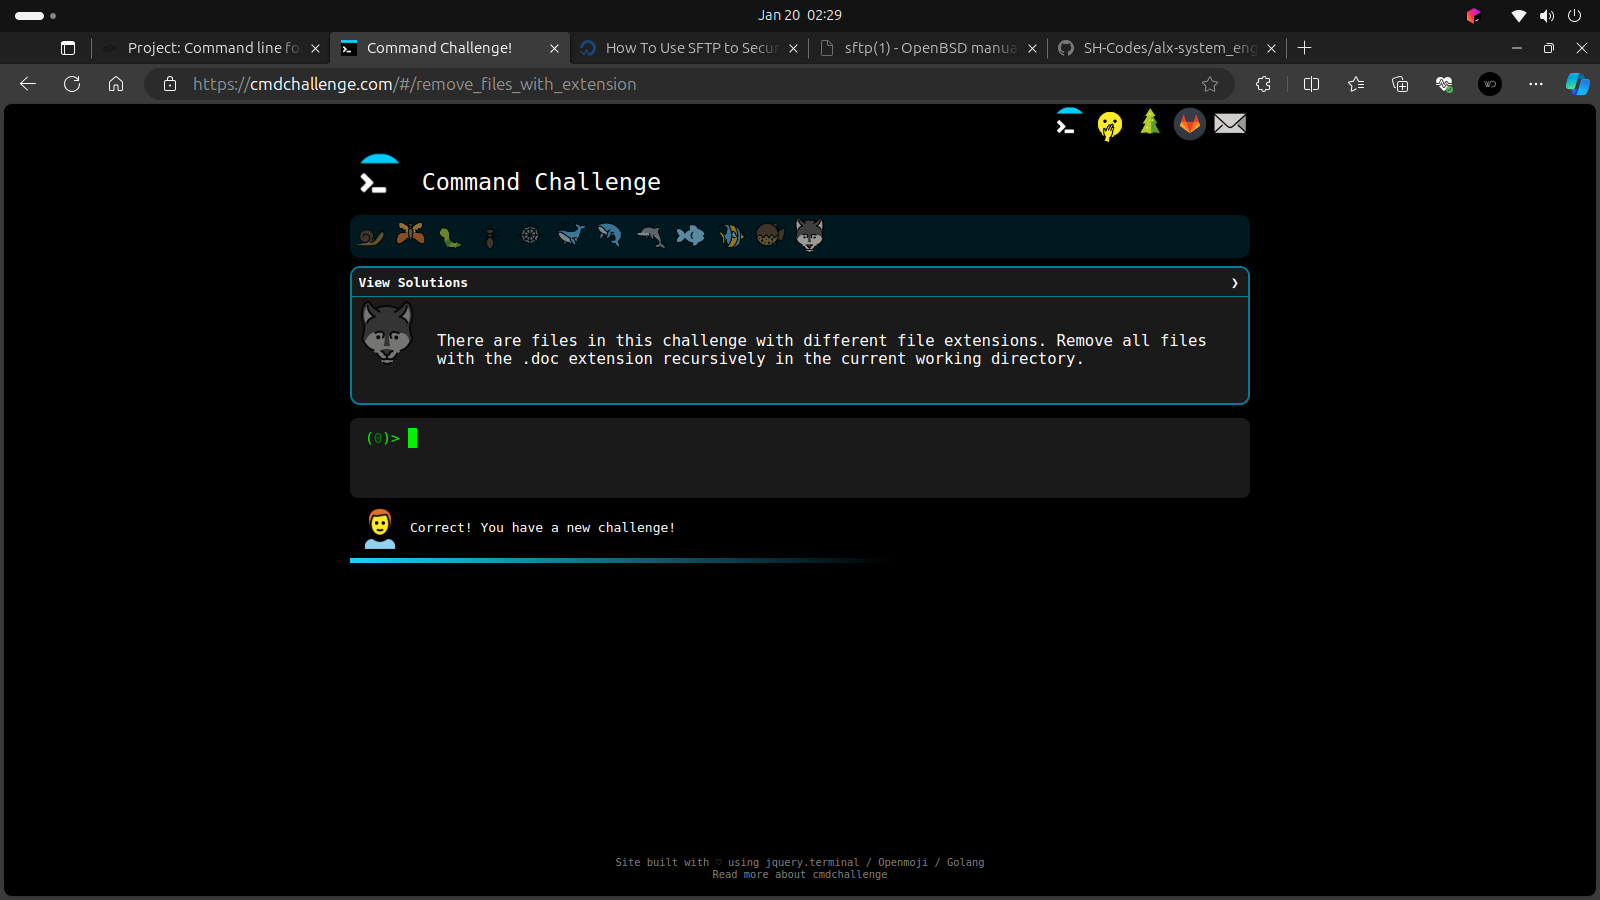 Jan 20 02:29
Project: Command line fo
Command Challenge!
How To Use SFTP to Secur
sftp(1) - OpenBSD manua
SH-Codes/alx-system_eng
https://cmdchallenge.com/#/remove_files_with_extension
Command Challenge
View Solutions
There are files in this challenge with different file extensions. Remove all files
with the .doc extension recursively in the current working directory.
(0)>
Correct! You have a new challenge!
Site built with ♡ using jquery.terminal / Openmoji / Golang
Read more about cmdchallenge